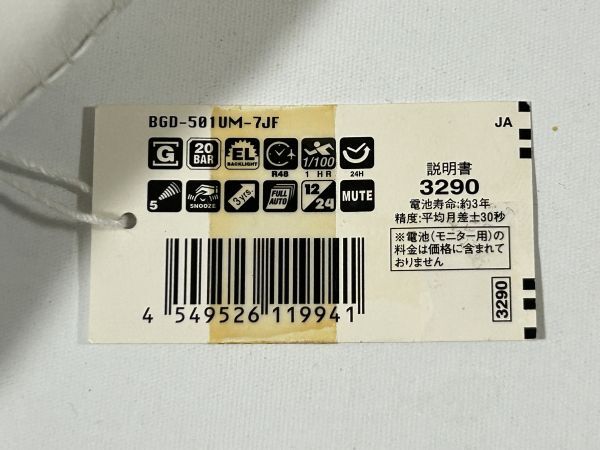 BGD-501UM-7JF
JA
G
20 BAR
EL BACKLIGHT
R48
1/100 1 HR
24H
5
SNOOZE
3 yrs.
FULL AUTO
12/24
MUTE
説明書
3290
電池寿命:約3年
精度:平均月差±30秒
※電池(モニター用)の
料金は価格に含まれて
おりません
3290
4 549526 119941